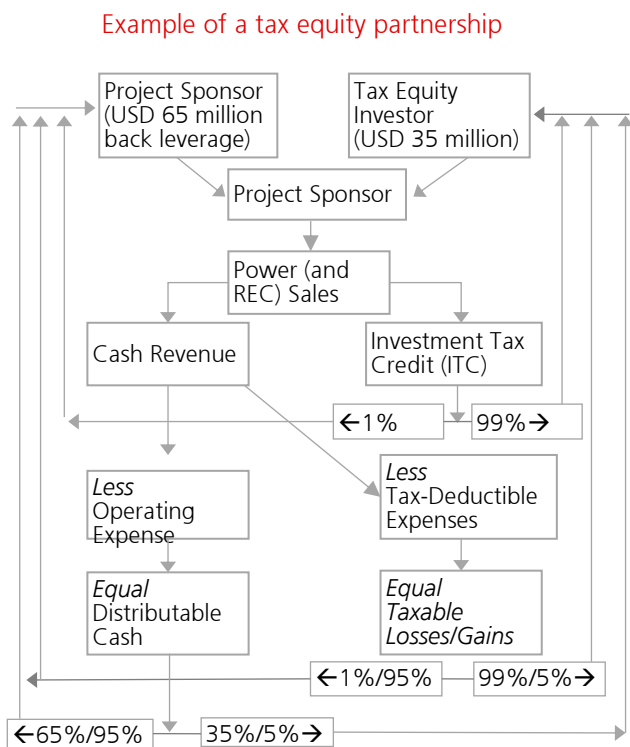 Example of a tax equity partnership
Project Sponsor
(USD 65 million
back leverage)
Tax Equity
Investor
(USD 35 million)
Project Sponsor
Power (and
REC) Sales
Cash Revenue
Investment Tax
Credit (ITC)
←1%
99%→
Less
Operating
Expense
Less
Tax-Deductible
Expenses
Equal
Distributable
Cash
Equal
Taxable
Losses/Gains
←1%/95%
99%/5%→
←65%/95%
35%/5%→